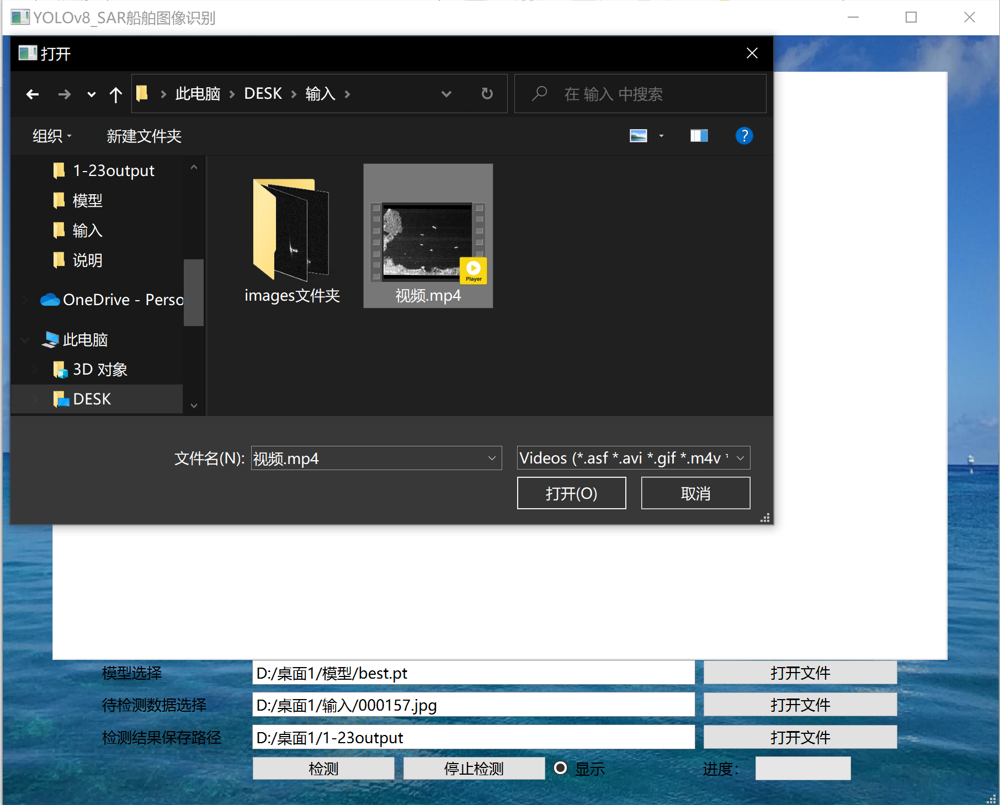 YOLOv8_SAR船舶图像识别
打开
此电脑 DESK 输入
在 输入 中搜索
组织
新建文件夹
?
1-23output
模型
输入
说明
OneDrive - Perso
此电脑
3D 对象
DESK
images文件夹
Player
视频.mp4
文件名(N): 视频.mp4
Videos (*.asf *.avi *.gif *.m4v *
打开(O)
取消
模型选择 D:/桌面1/模型/best.pt 打开文件
待检测数据选择 D:/桌面1/输入/000157.jpg 打开文件
检测结果保存路径 D:/桌面1/1-23output 打开文件
检测 停止检测 显示 进度：